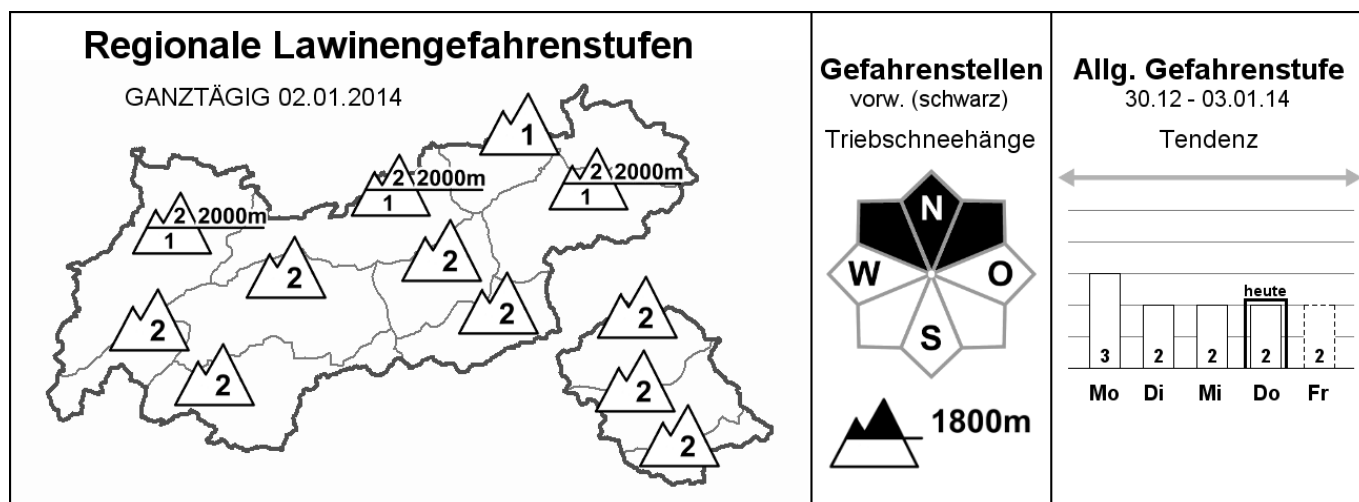 Regionale Lawinengefahrenstufen
GANZTÄGIG 02.01.2014
1
2 2000m
1
2 2000m
1
2 2000m
1
2
2
2
2
2
2
2
2
Gefahrenstellen
vorw. (schwarz)
Triebschneehänge
N
W
O
S
1800m
Allg. Gefahrenstufe
30.12 - 03.01.14
Tendenz
heute
3 2 2 2 2
Mo Di Mi Do Fr